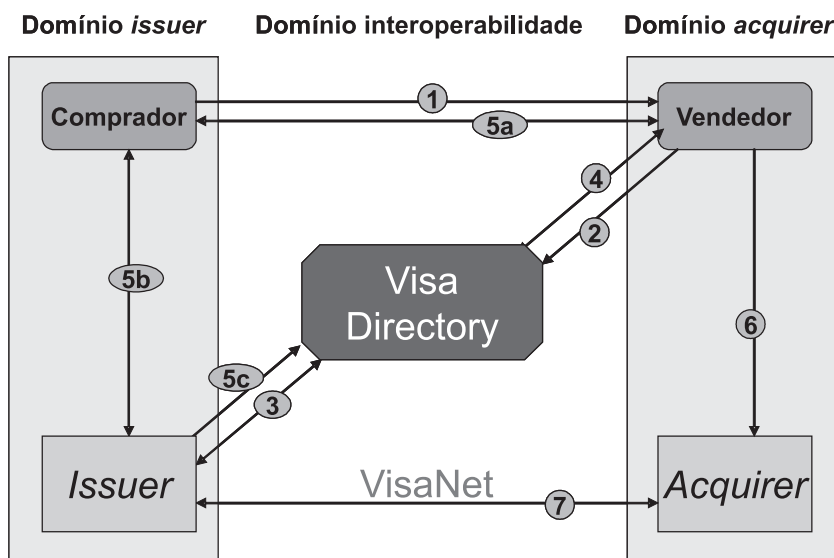 Domínio issuer
Domínio interoperabilidade
Domínio acquirer
1
Comprador
5a
Vendedor
4
2
Visa
Directory
5b
6
5c
3
Issuer
VisaNet
7
Acquirer